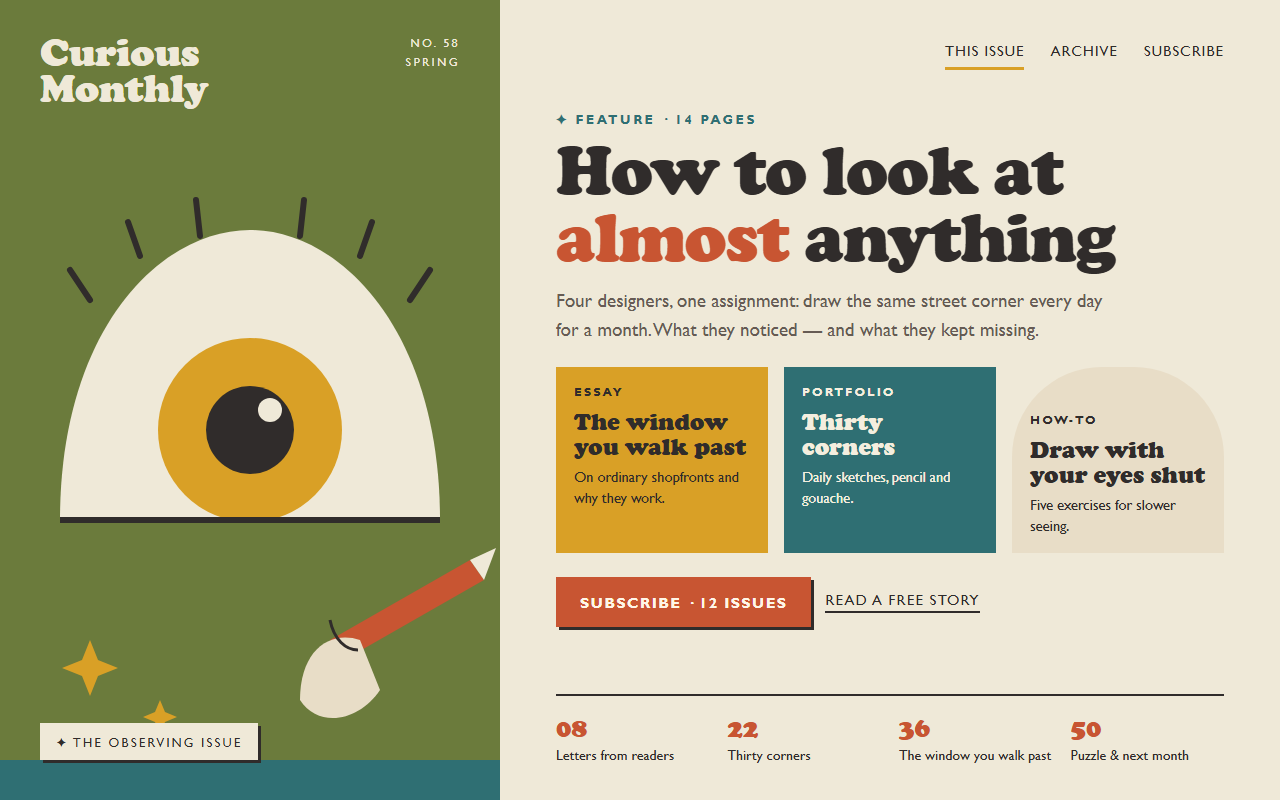 Curious
Monthly
NO. 58
SPRING
✦ THE OBSERVING ISSUE
THIS ISSUE ARCHIVE SUBSCRIBE
✦ FEATURE · 14 PAGES
How to look at
almost anything
Four designers, one assignment: draw the same street corner every day
for a month. What they noticed — and what they kept missing.
ESSAY
The window
you walk past
On ordinary shopfronts and
why they work.
PORTFOLIO
Thirty
corners
Daily sketches, pencil and
gouache.
HOW-TO
Draw with
your eyes shut
Five exercises for slower
seeing.
SUBSCRIBE · 12 ISSUES
READ A FREE STORY
08
Letters from readers
22
Thirty corners
36
The window you walk past
50
Puzzle & next month